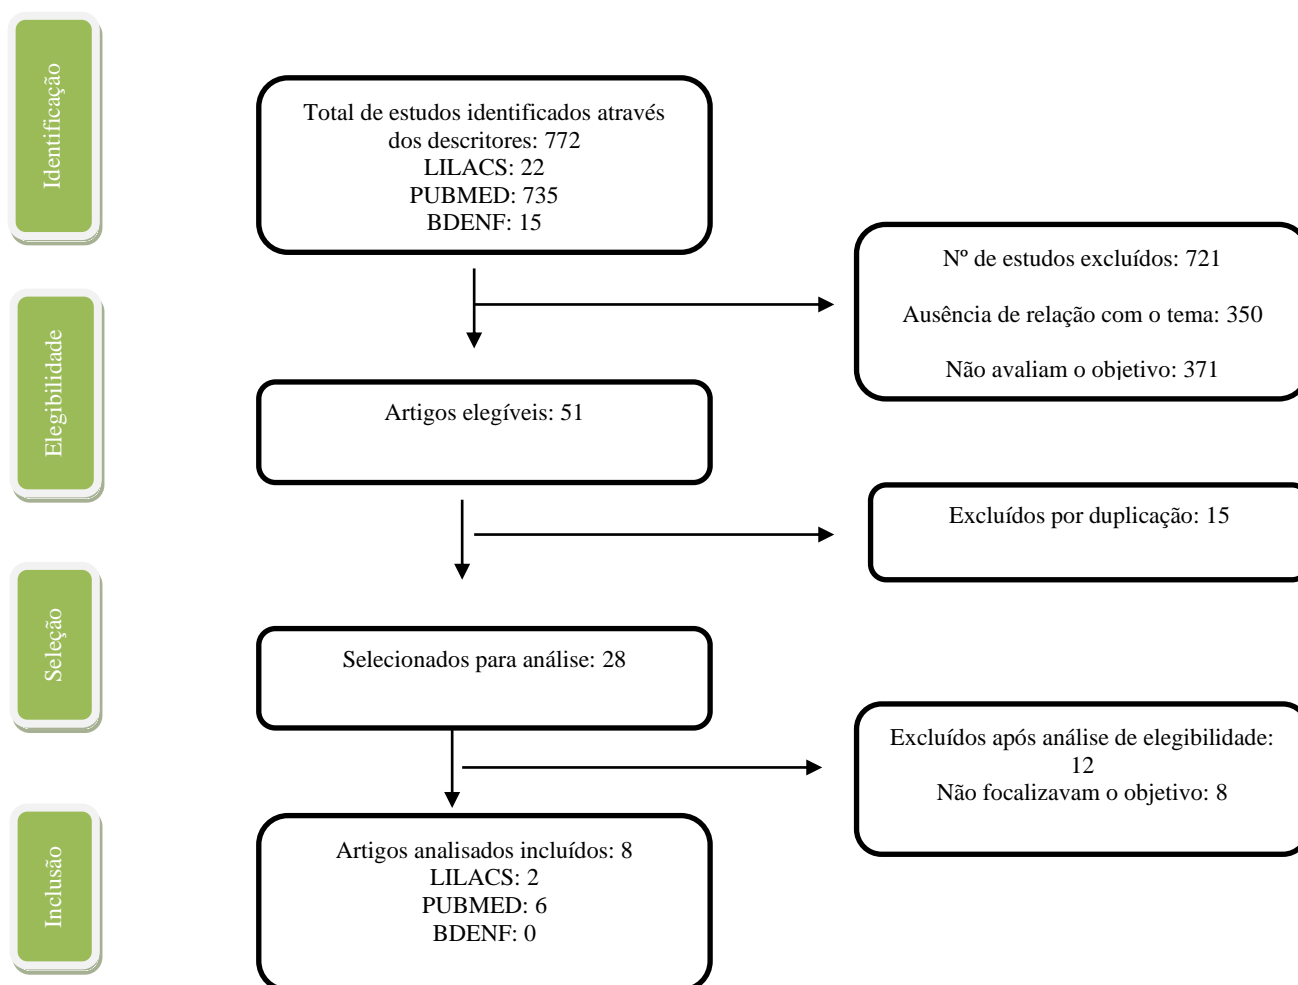 Identificação
Total de estudos identificados através
dos descritores: 772
LILACS: 22
PUBMED: 735
BDENF: 15
Nº de estudos excluídos: 721
Ausência de relação com o tema: 350
Não avaliam o objetivo: 371
Elegibilidade
Artigos elegíveis: 51
Excluídos por duplicação: 15
Seleção
Selecionados para análise: 28
Excluídos após análise de elegibilidade:
12
Não focalizavam o objetivo: 8
Inclusão
Artigos analisados incluídos: 8
LILACS: 2
PUBMED: 6
BDENF: 0